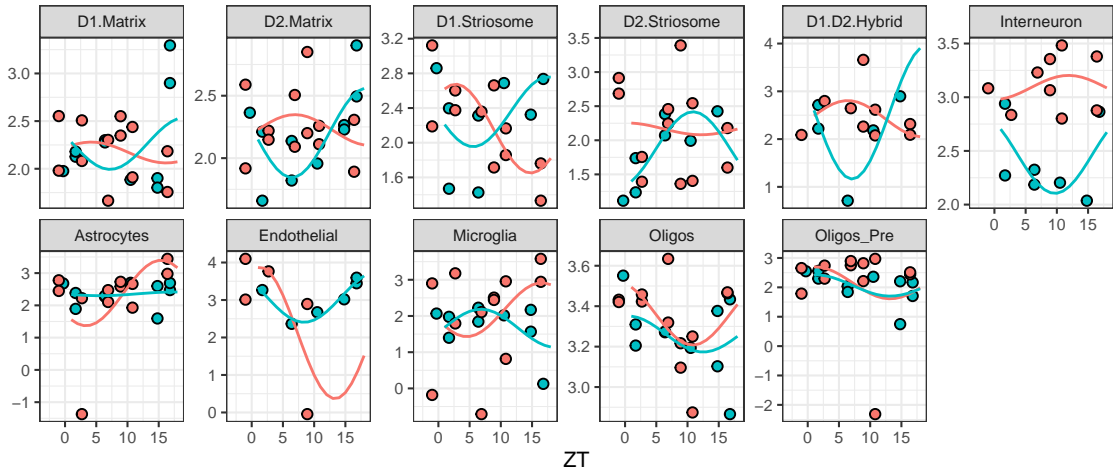 D1.Matrix D2.Matrix D1.Striosome D2.Striosome D1.D2.Hybrid Interneuron
3.0 2.5 2.0
2.5 2.0
3.2 2.8 2.4 2.0 1.6
3.5 3.0 2.5 2.0 1.5
4 3 2 1
3.5 3.0 2.5 2.0
0 5 10 15
Astrocytes Endothelial Microglia Oligos Oligos_Pre
3 2 1 0 −1
4 3 2 1 0
3 2 1 0
3.6 3.4 3.2 3.0
3 2 1 0 −1 −2
0 5 10 15 0 5 10 15 0 5 10 15 0 5 10 15 0 5 10 15
ZT